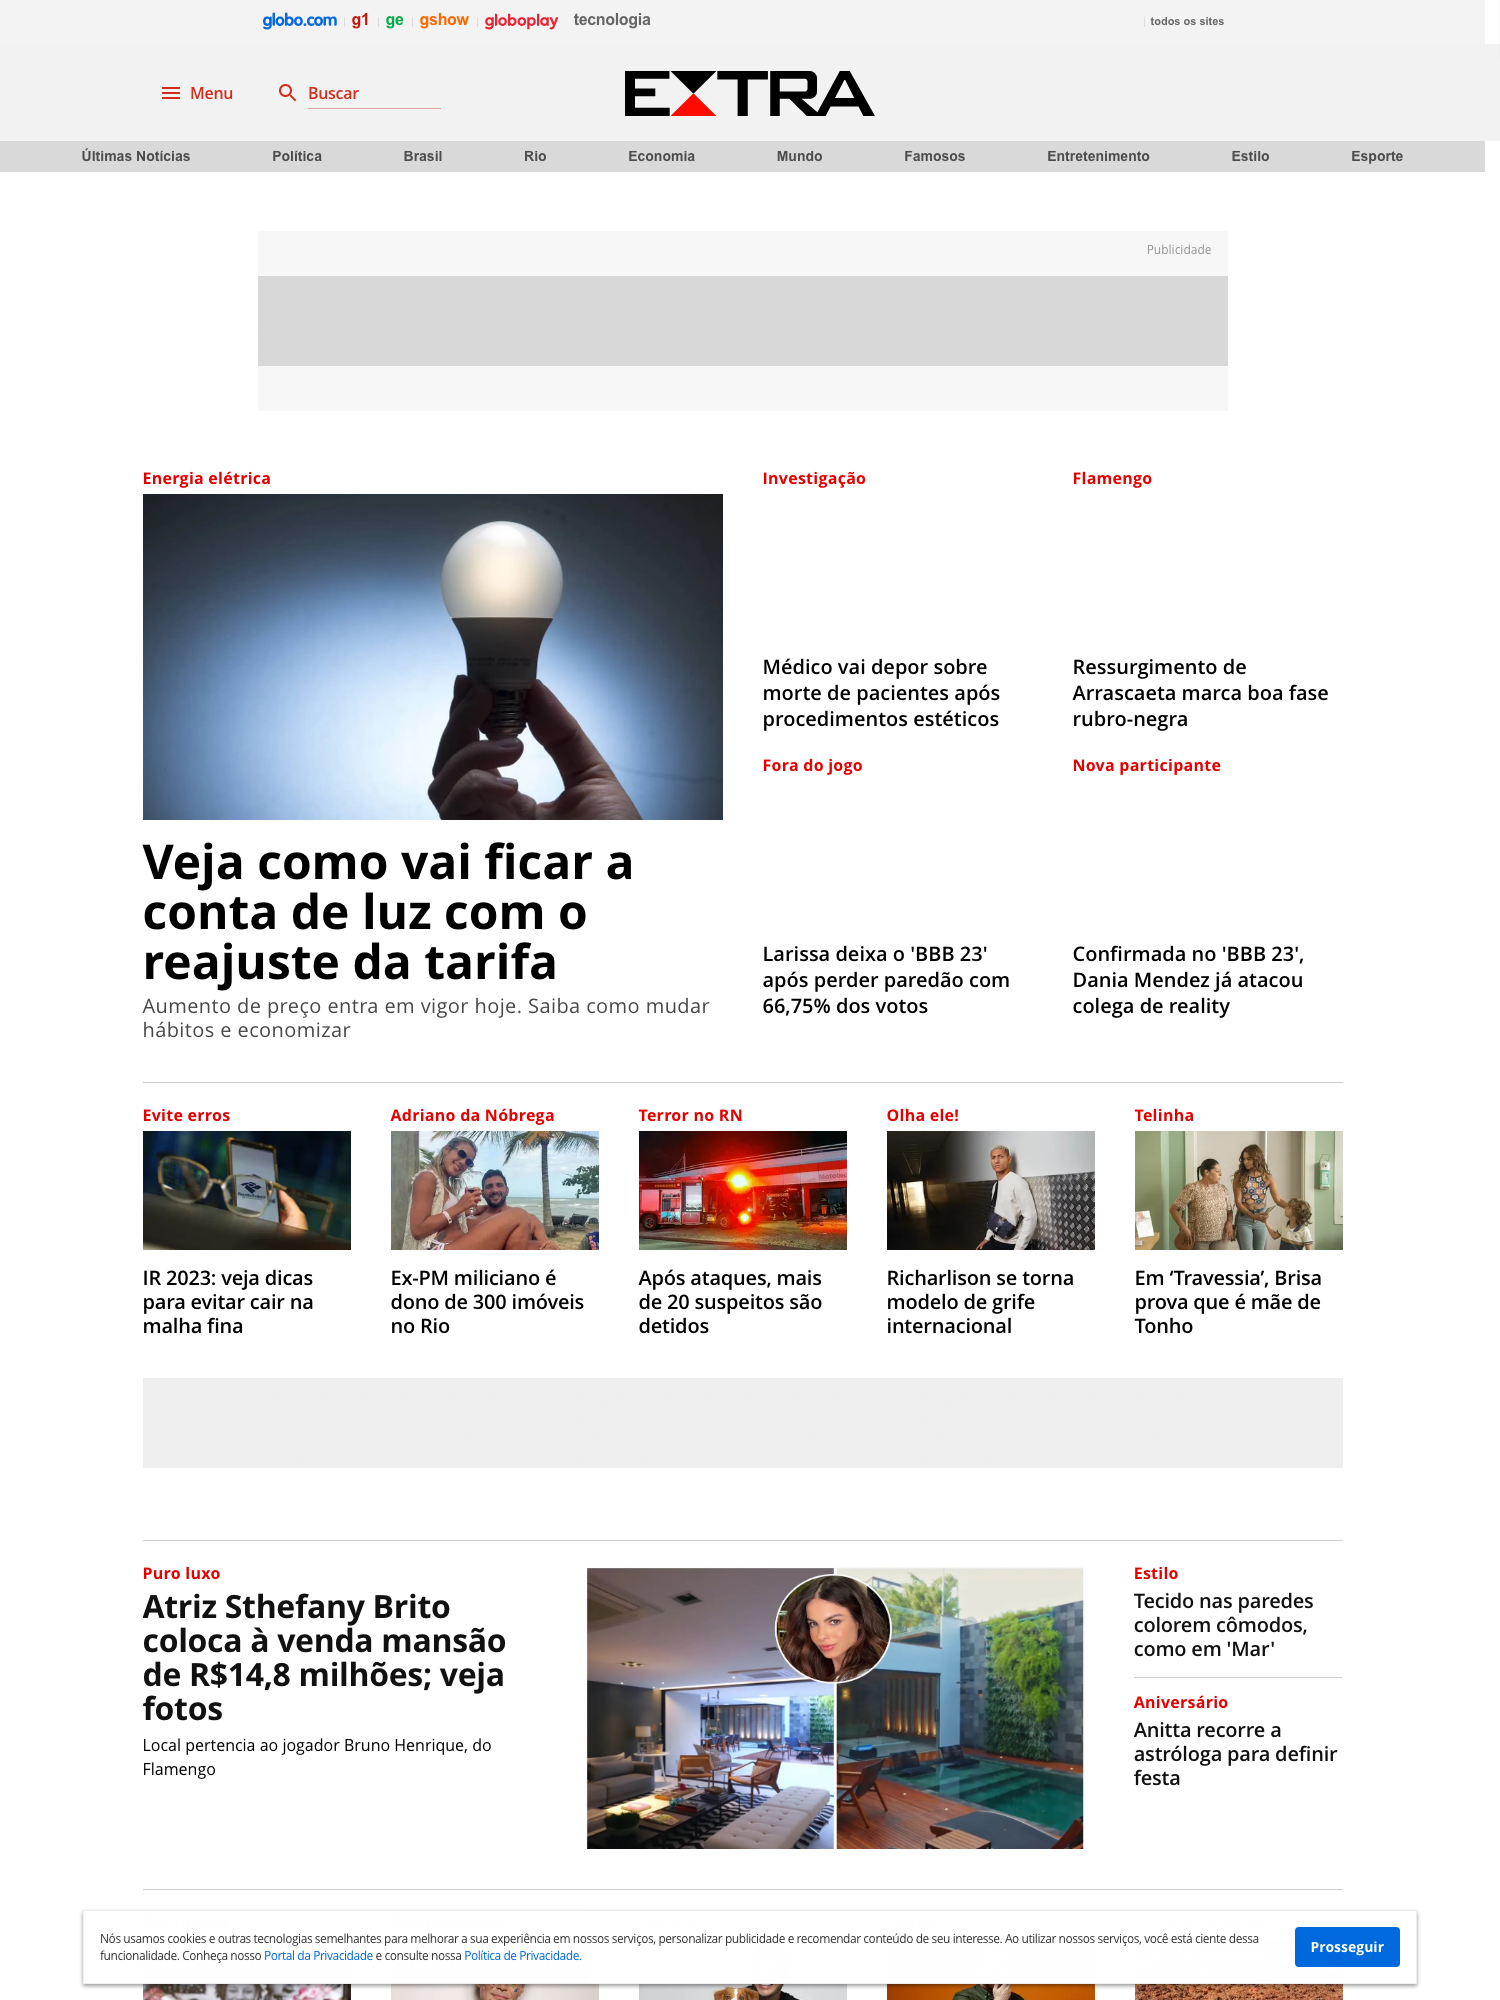 globo.com g1 ge gshow globoplay tecnologia todos os sites
Menu Buscar EXTRA
Últimas Notícias Política Brasil Rio Economia Mundo Famosos Entretenimento Estilo Esporte
Publicidade
Energia elétrica
Veja como vai ficar a
conta de luz com o
reajuste da tarifa
Aumento de preço entra em vigor hoje. Saiba como mudar
hábitos e economizar
Investigação
Médico vai depor sobre
morte de pacientes após
procedimentos estéticos
Flamengo
Ressurgimento de
Arrascaeta marca boa fase
rubro-negra
Fora do jogo
Larissa deixa o 'BBB 23'
após perder paredão com
66,75% dos votos
Nova participante
Confirmada no 'BBB 23',
Dania Mendez já atacou
colega de reality
Evite erros
IR 2023: veja dicas
para evitar cair na
malha fina
Adriano da Nóbrega
Ex-PM miliciano é
dono de 300 imóveis
no Rio
Terror no RN
Após ataques, mais
de 20 suspeitos são
detidos
Olha ele!
Richarlison se torna
modelo de grife
internacional
Telinha
Em ‘Travessia’, Brisa
prova que é mãe de
Tonho
Puro luxo
Atriz Sthefany Brito
coloca à venda mansão
de R$14,8 milhões; veja
fotos
Local pertencia ao jogador Bruno Henrique, do
Flamengo
Estilo
Tecido nas paredes
colorem cômodos,
como em 'Mar'
Aniversário
Anitta recorre a
astróloga para definir
festa
Nós usamos cookies e outras tecnologias semelhantes para melhorar a sua experiência em nossos serviços, personalizar publicidade e recomendar conteúdo de seu interesse. Ao utilizar nossos serviços, você está ciente dessa
funcionalidade. Conheça nosso Portal da Privacidade e consulte nossa Política de Privacidade.
Prosseguir